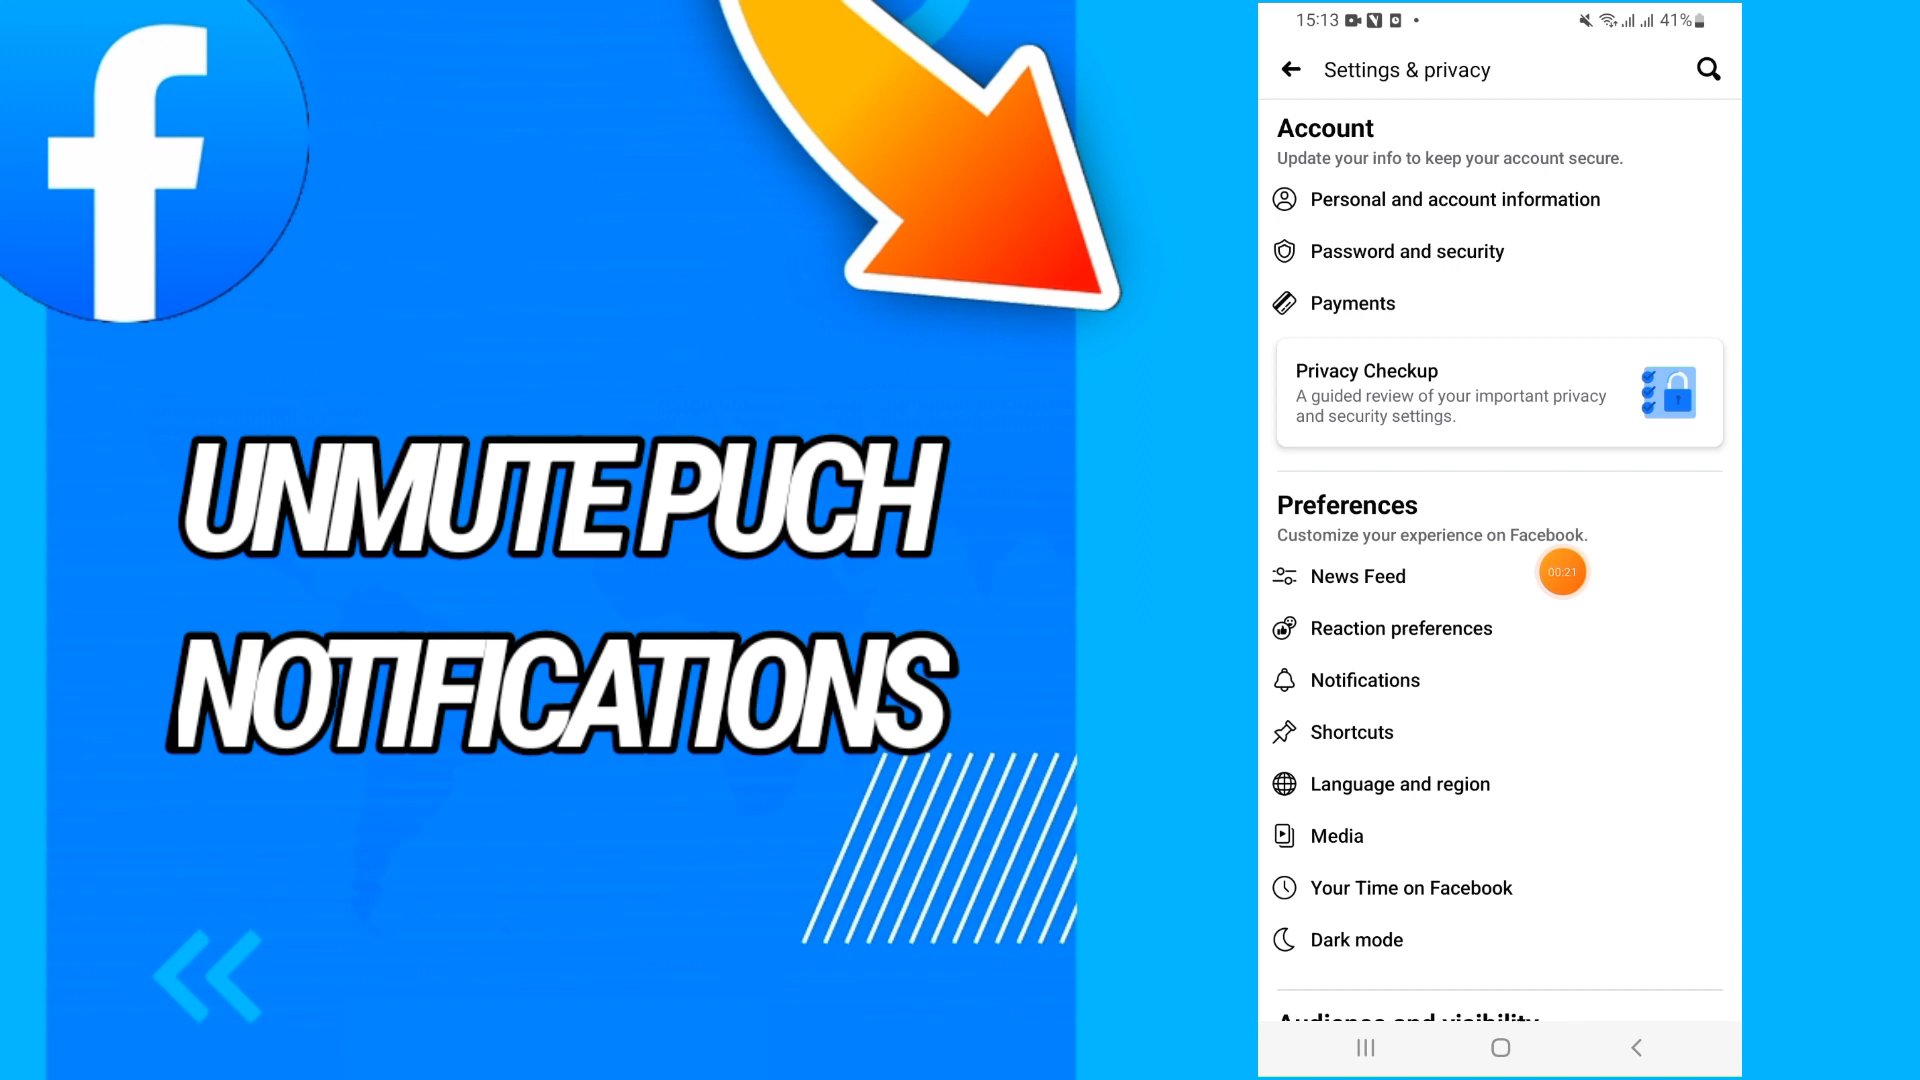 UNMUTE PUCH
NOTIFICATIONS
15:13
41%
Settings & privacy
Account
Update your info to keep your account secure.
Personal and account information
Password and security
Payments
Privacy Checkup
A guided review of your important privacy
and security settings.
Preferences
Customize your experience on Facebook.
News Feed
00:21
Reaction preferences
Notifications
Shortcuts
Language and region
Media
Your Time on Facebook
Dark mode
Audience and visibility